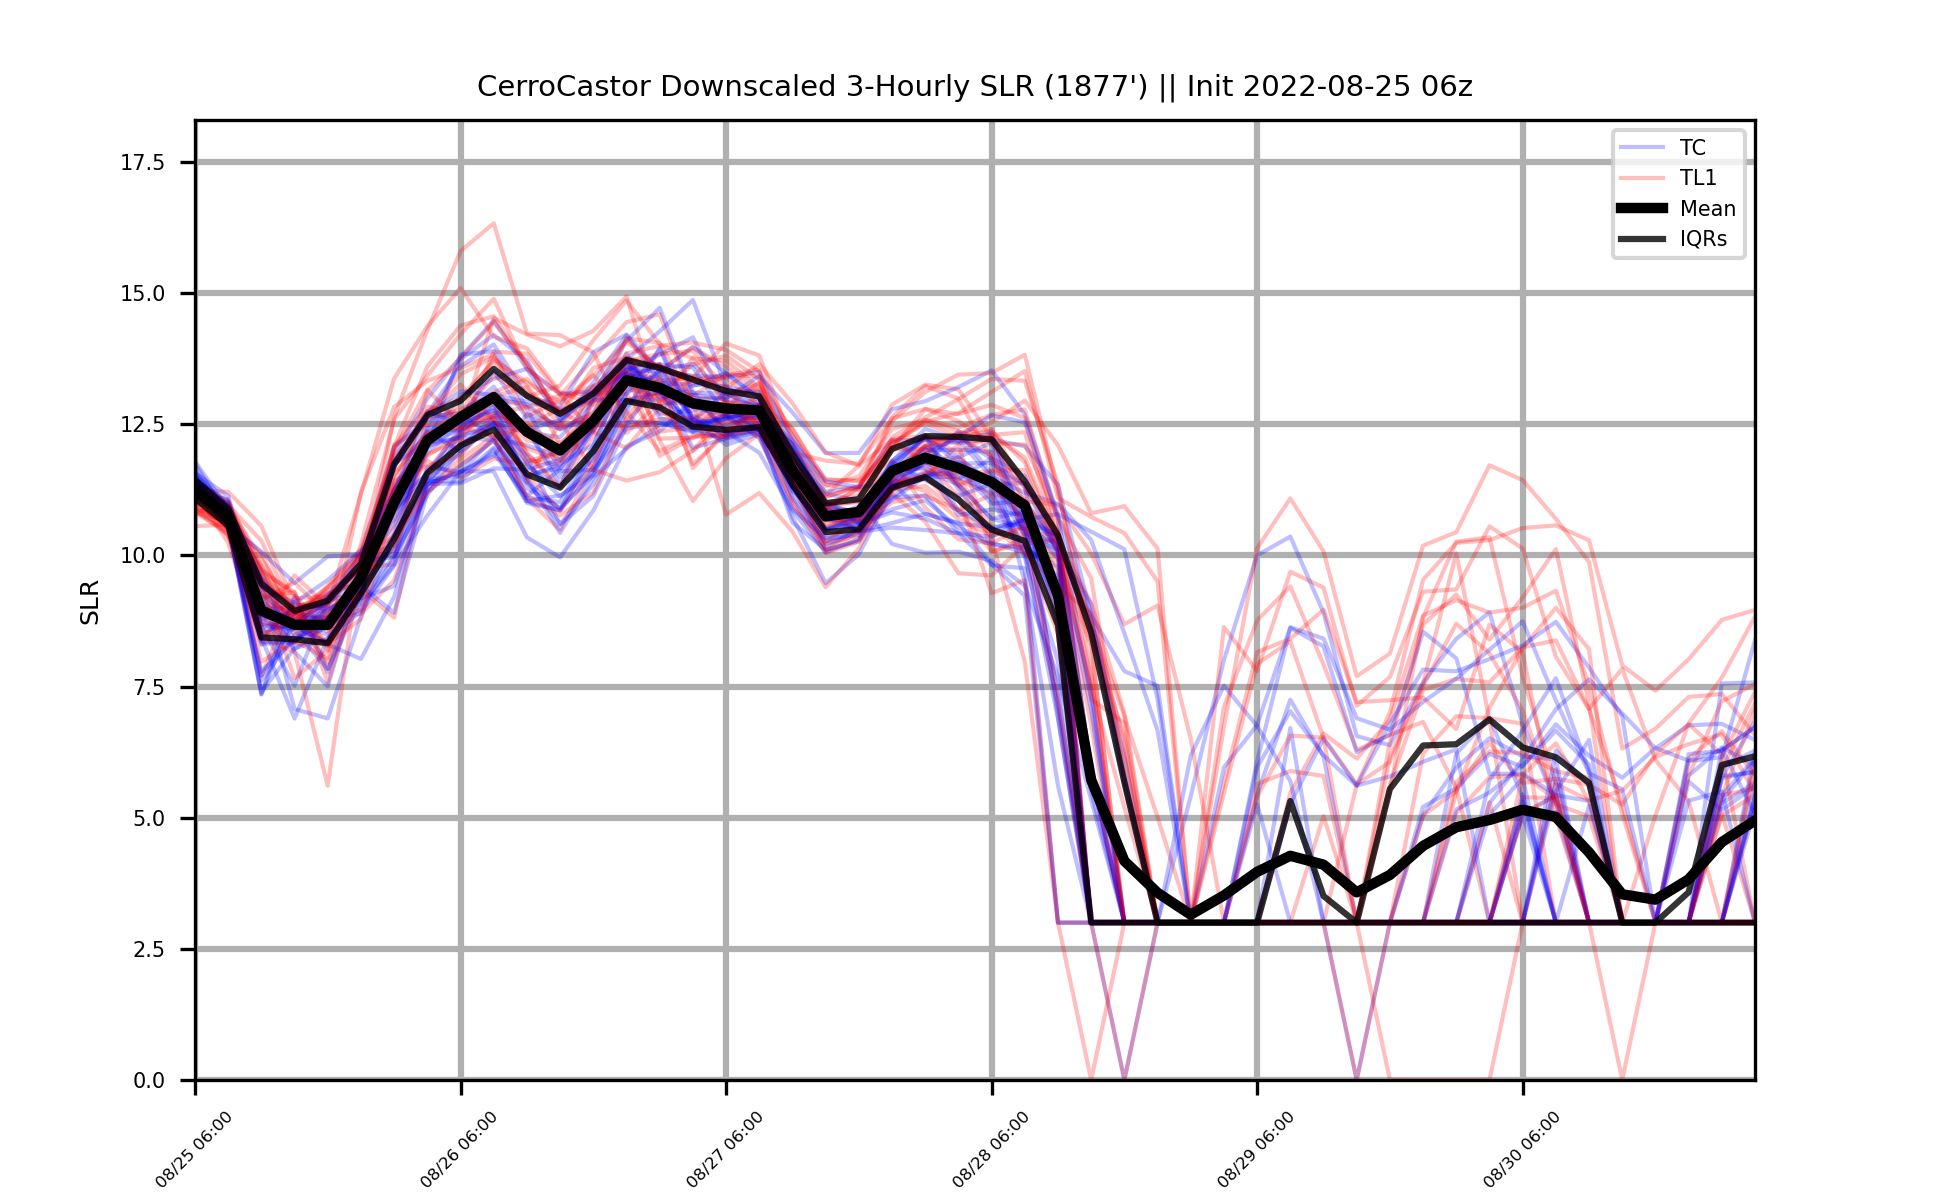 CerroCastor Downscaled 3-Hourly SLR (1877') || Init 2022-08-25 06z
TC
TL1
Mean
IQRs
17.5
15.0
12.5
10.0
7.5
5.0
2.5
0.0
SLR
08/25 06:00
08/26 06:00
08/27 06:00
08/28 06:00
08/29 06:00
08/30 06:00